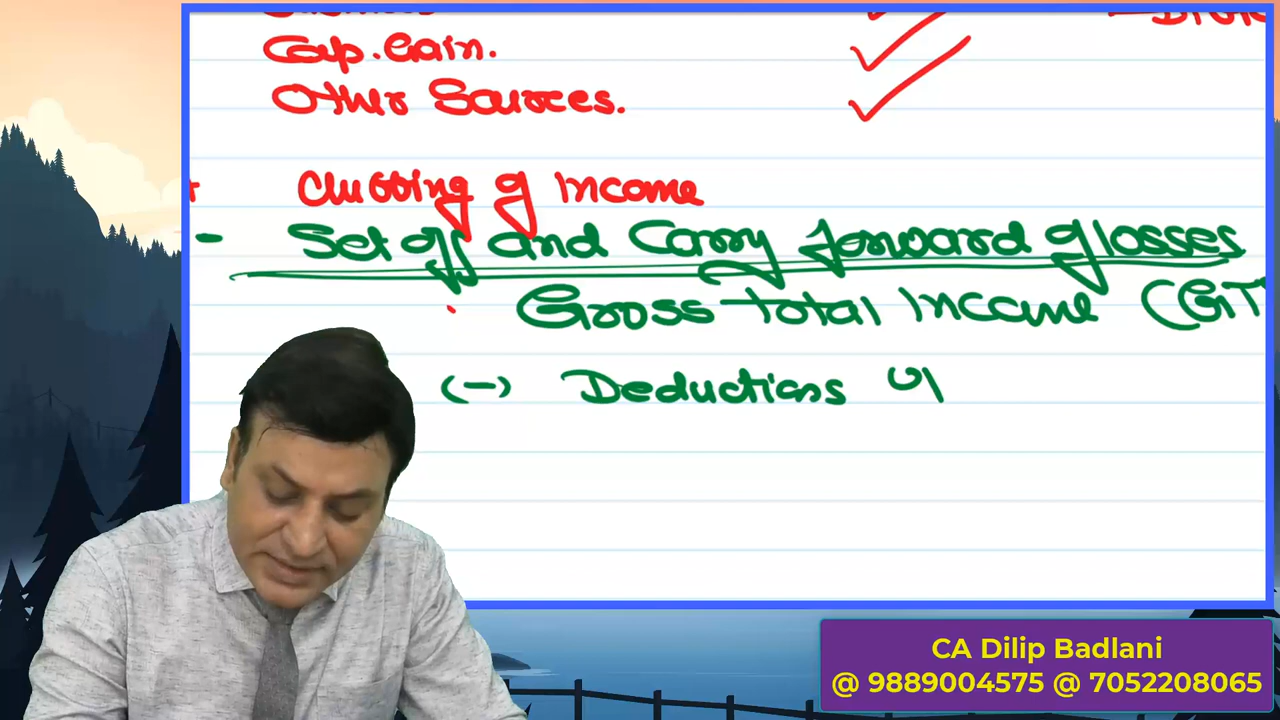 Cap. Gain.
Other Sources.
+ Clubbing of Income
- Set off and Carry forward of losses
Gross total Income (GT
(-) Deductions U/
CA Dilip Badlani
@ 9889004575 @ 7052208065